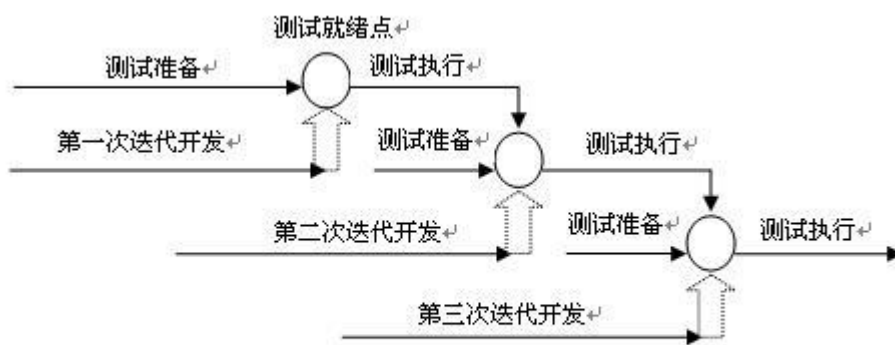 测试就绪点
测试准备
测试执行
第一次迭代开发
测试准备
测试执行
第二次迭代开发
测试准备
测试执行
第三次迭代开发